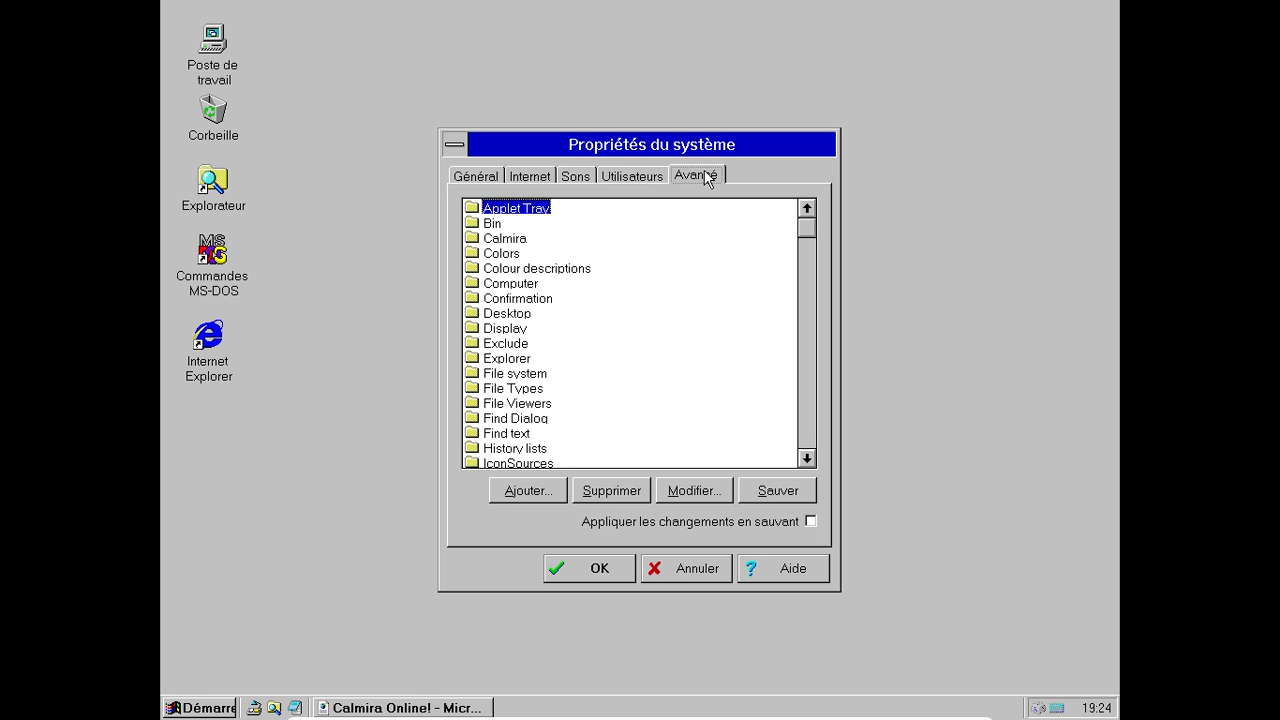 Poste de
travail
Corbeille
Explorateur
MS
Commandes
MS-DOS
Internet
Explorer
Propriétés du système
Général Internet Sons Utilisateurs Avancé
Applet Tray
Bin
Calmira
Colors
Colour descriptions
Computer
Confirmation
Desktop
Display
Exclude
Explorer
File system
File Types
File Viewers
Find Dialog
Find text
History lists
IconSources
Ajouter... Supprimer Modifier... Sauver
Appliquer les changements en sauvant
OK Annuler ? Aide
Démarre Calmira Online! - Micr... 19:24